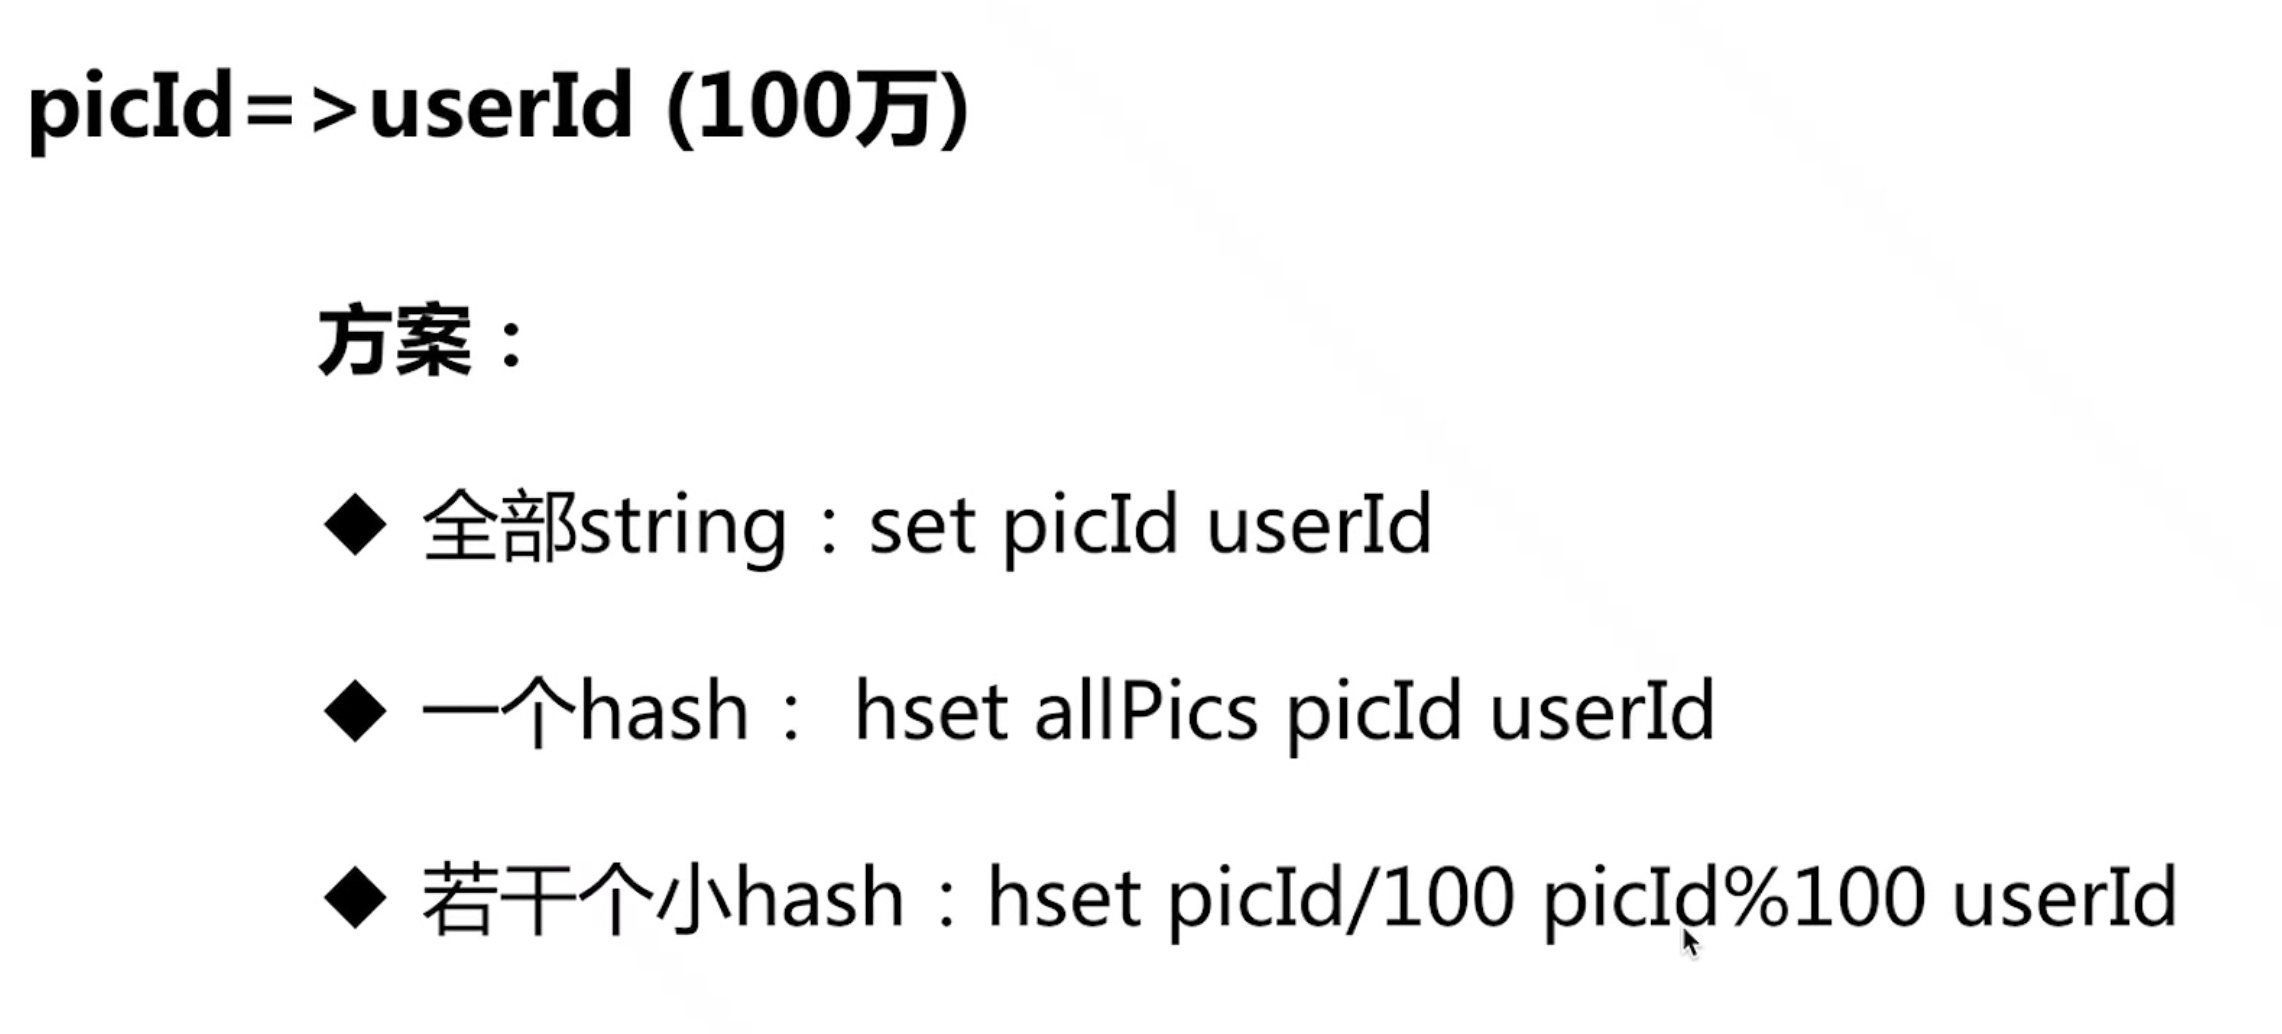 picId=>userId (100万)
方案：
◆ 全部string：set picId userId
◆ 一个hash： hset allPics picId userId
◆ 若干个小hash：hset picId/100 picId%100 userId